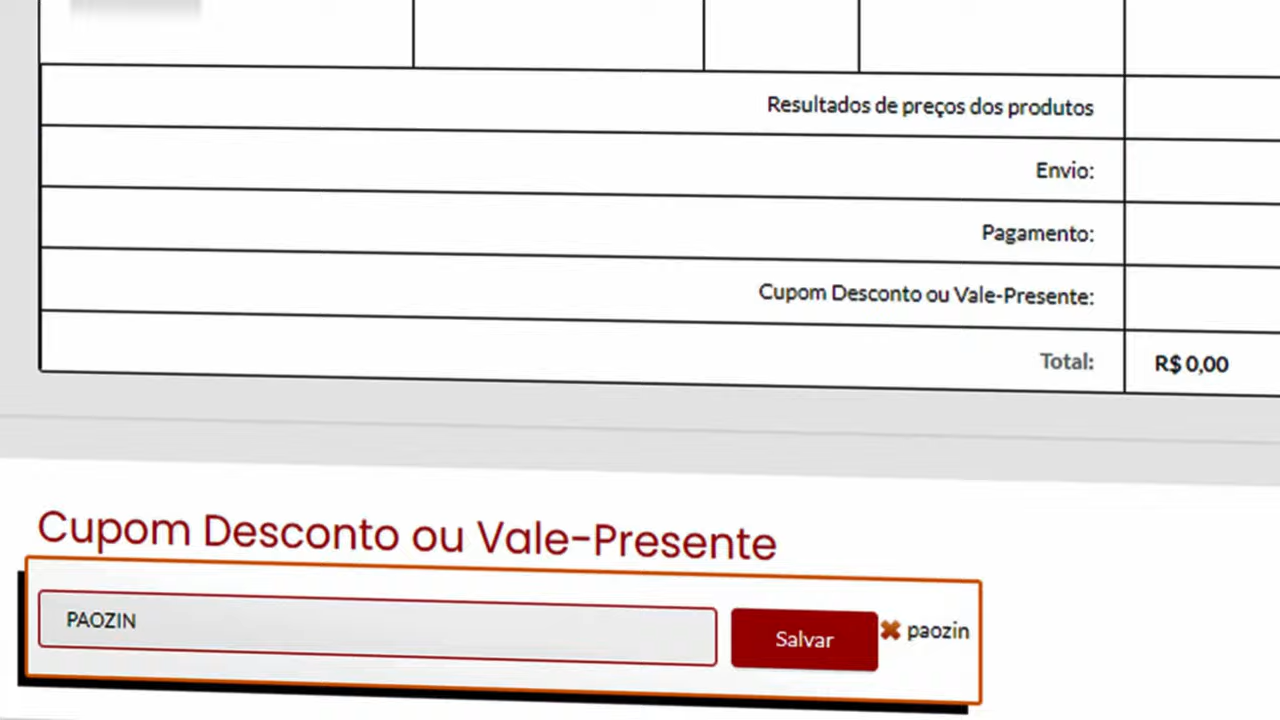 Resultados de preços dos produtos
Envio:
Pagamento:
Cupom Desconto ou Vale-Presente:
Total: R$ 0,00
Cupom Desconto ou Vale-Presente
PAOZIN
Salvar
paozin